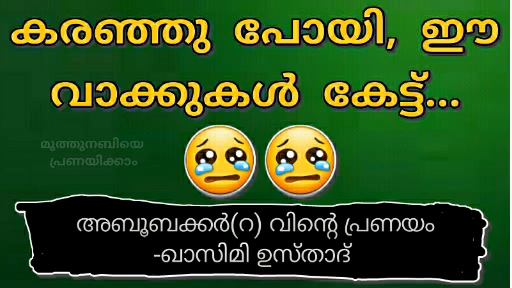 കരഞ്ഞു പോയി, ഈ
വാക്കുകൾ കേട്ട്...
മുത്തുനബിയെ
പ്രണയിക്കാം
അബൂബക്കർ(റ) വിന്റെ പ്രണയം
-ഖാസിമി ഉസ്താദ്